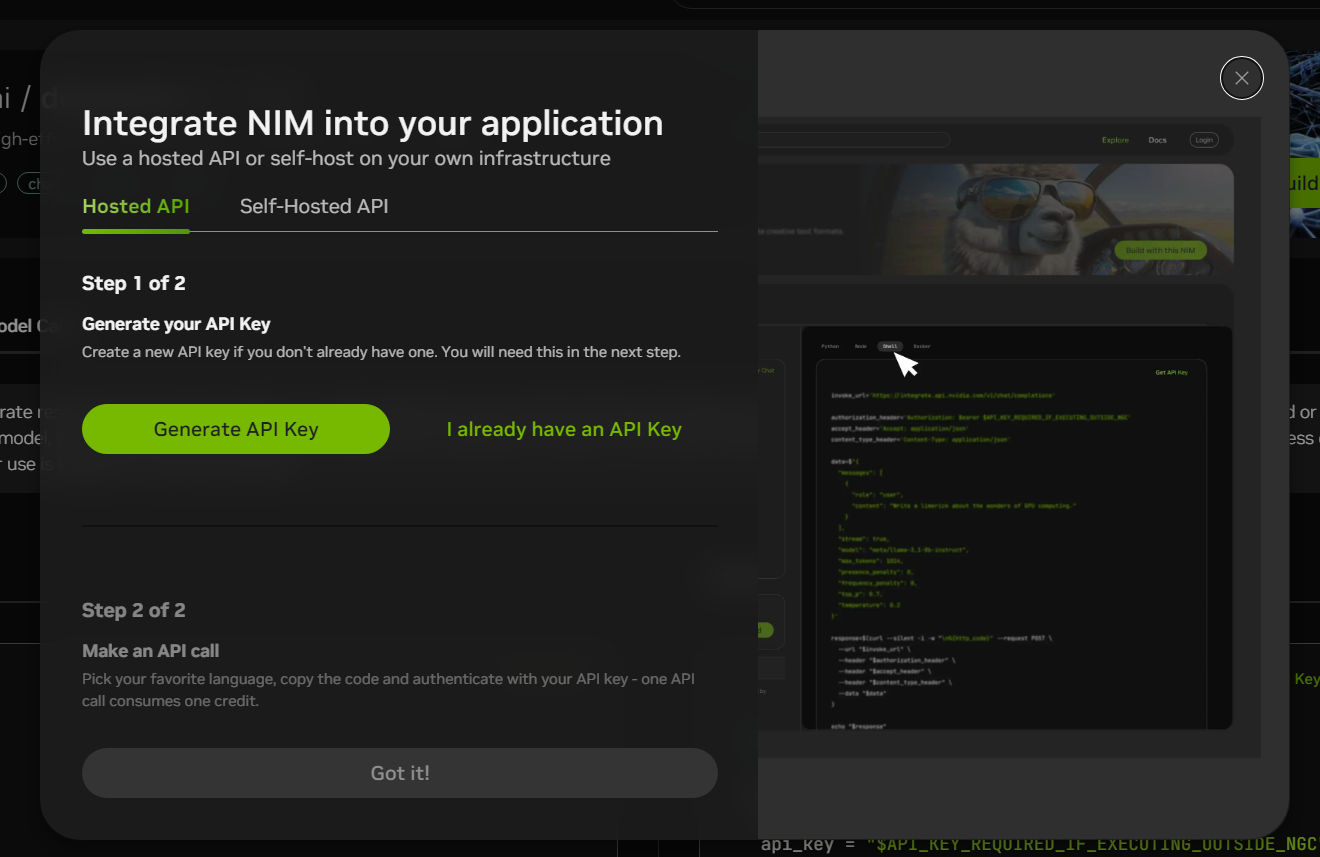 Integrate NIM into your application
Use a hosted API or self-host on your own infrastructure
Hosted API
Self-Hosted API
Step 1 of 2
Generate your API Key
Create a new API key if you don't already have one. You will need this in the next step.
Generate API Key
I already have an API Key
Step 2 of 2
Make an API call
Pick your favorite language, copy the code and authenticate with your API key - one API
call consumes one credit.
Got it!
Explore
Docs
Login
creative text formats.
Build with this NIM
Chat
Python
Node
Shell
Docker
Get API Key
invoke_url='https://integrate.api.nvidia.com/v1/chat/completions'
authorization_header='Authorization: Bearer $API_KEY_REQUIRED_IF_EXECUTING_OUTSIDE_NGC'
accept_header='Accept: application/json'
content_type_header='Content-Type: application/json'
data=$'{
"messages": [
{
"role": "user",
"content": "Write a limerick about the wonders of GPU computing."
}
],
"stream": true,
"model": "meta/llama-3.1-8b-instruct",
"max_tokens": 1024,
"presence_penalty": 0,
"frequency_penalty": 0,
"top_p": 0.7,
"temperature": 0.2
}'
response=$(curl --silent -i -w "\n%{http_code}" --request POST \
--url "$invoke_url" \
--header "$authorization_header" \
--header "$accept_header" \
--header "$content_type_header" \
--data "$data"
)
echo "$response"
Key
api_key = "$API_KEY_REQUIRED_IF_EXECUTING_OUTSIDE_NGC